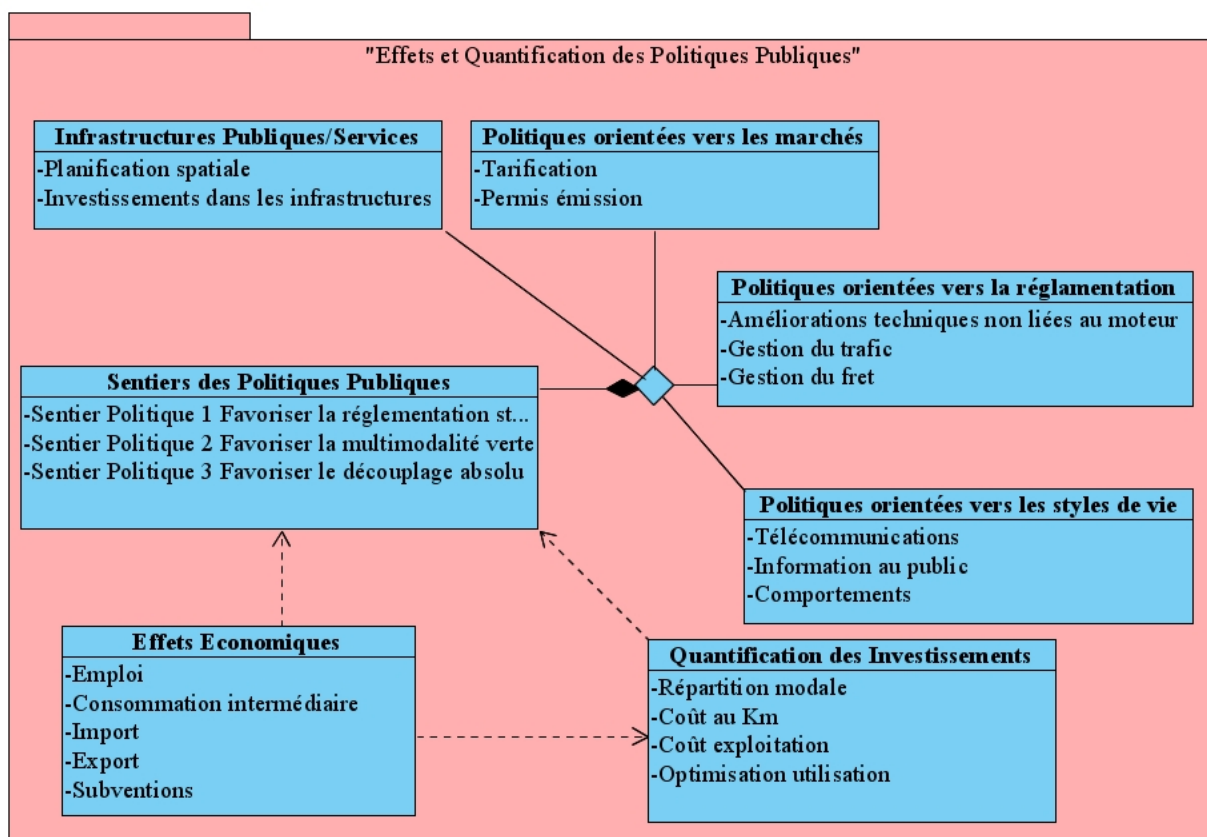 "Effets et Quantification des Politiques Publiques"
Infrastructures Publiques/Services
-Planification spatiale
-Investissements dans les infrastructures
Politiques orientées vers les marchés
-Tarification
-Permis émission
Politiques orientées vers la réglamentation
-Améliorations techniques non liées au moteur
-Gestion du trafic
-Gestion du fret
Sentiers des Politiques Publiques
-Sentier Politique 1 Favoriser la réglementation st...
-Sentier Politique 2 Favoriser la multimodalité verte
-Sentier Politique 3 Favoriser le découplage absolu
Politiques orientées vers les styles de vie
-Télécommunications
-Information au public
-Comportements
Effets Economiques
-Emploi
-Consommation intermédiaire
-Import
-Export
-Subventions
Quantification des Investissements
-Répartition modale
-Coût au Km
-Coût exploitation
-Optimisation utilisation